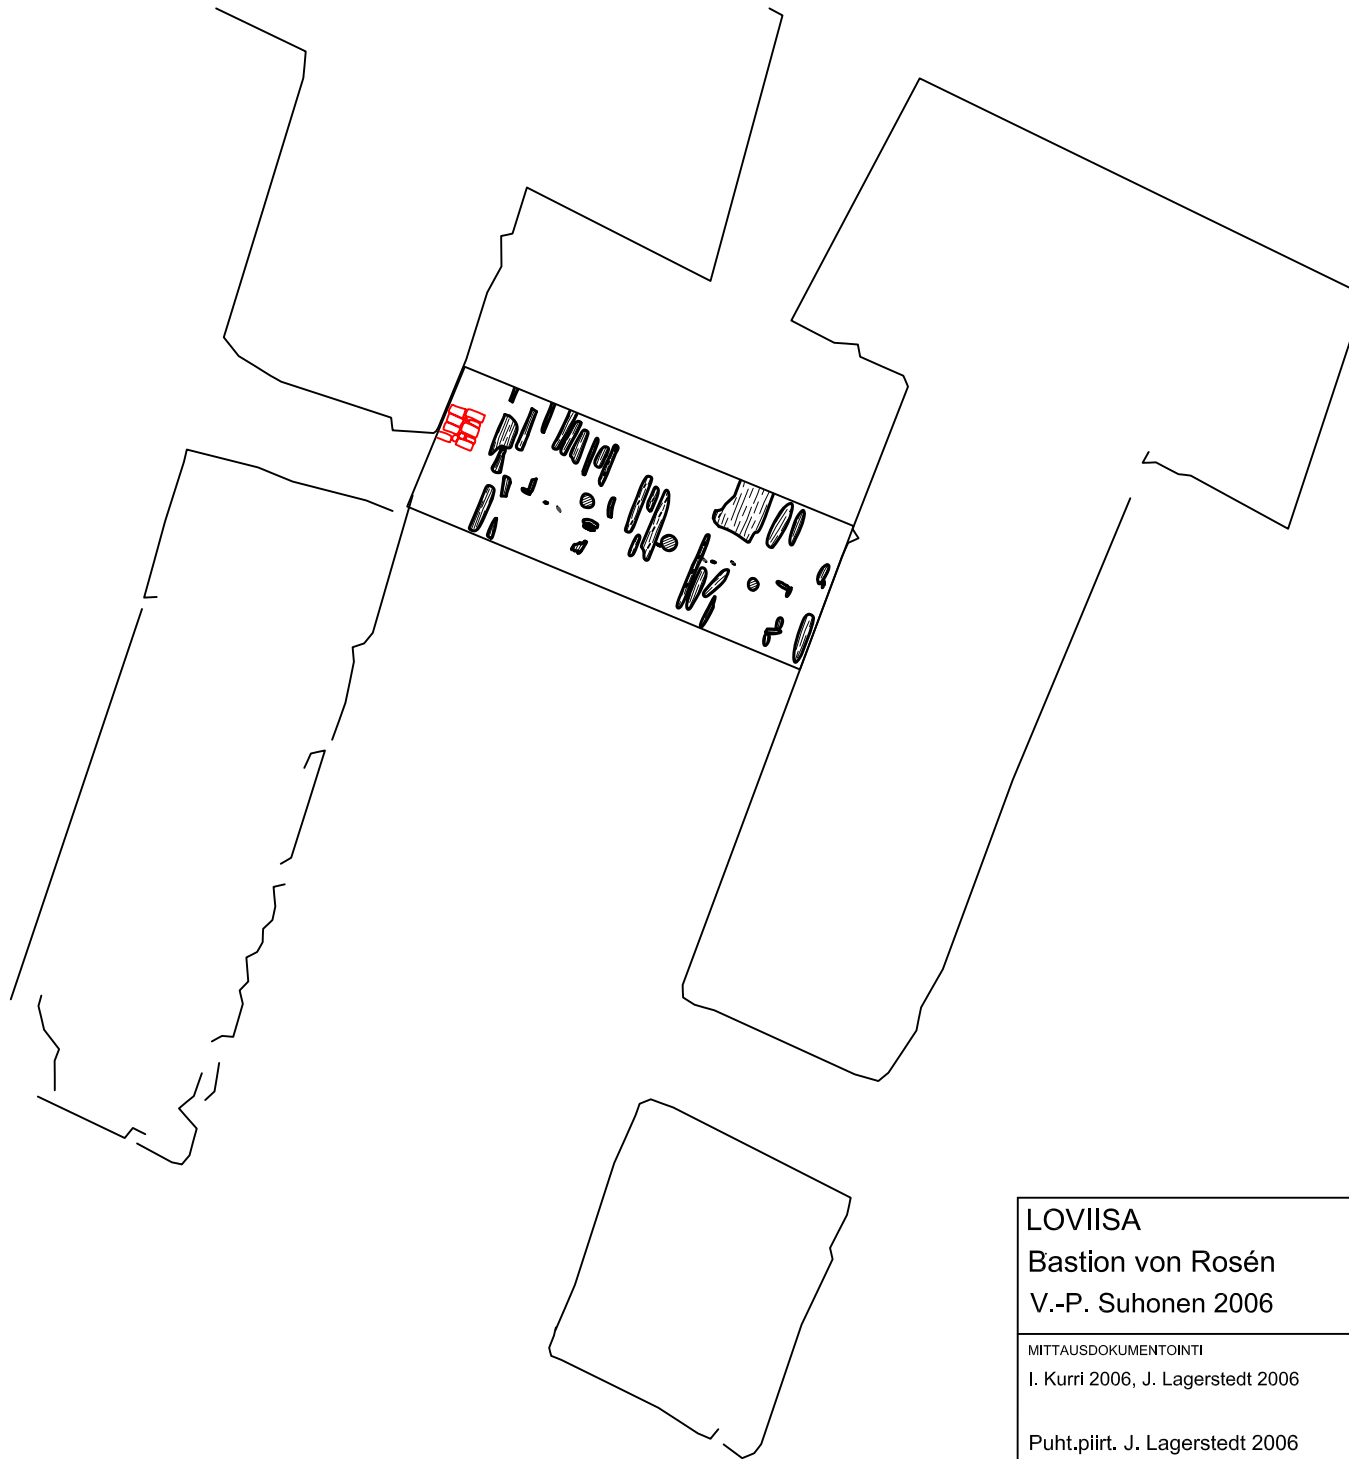 LOVIISA
Bastion von Rosén
V.-P. Suhonen 2006
MITTAUSDOKUMENTOINTI
I. Kurri 2006, J. Lagerstedt 2006
Puht.piirt. J. Lagerstedt 2006